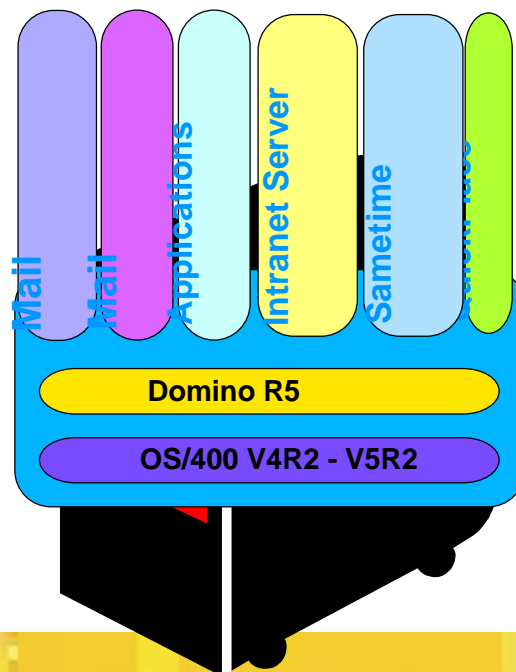 Mail
Mail
Applications
Intranet Server
Sametime
Domino R5
OS/400 V4R2 - V5R2